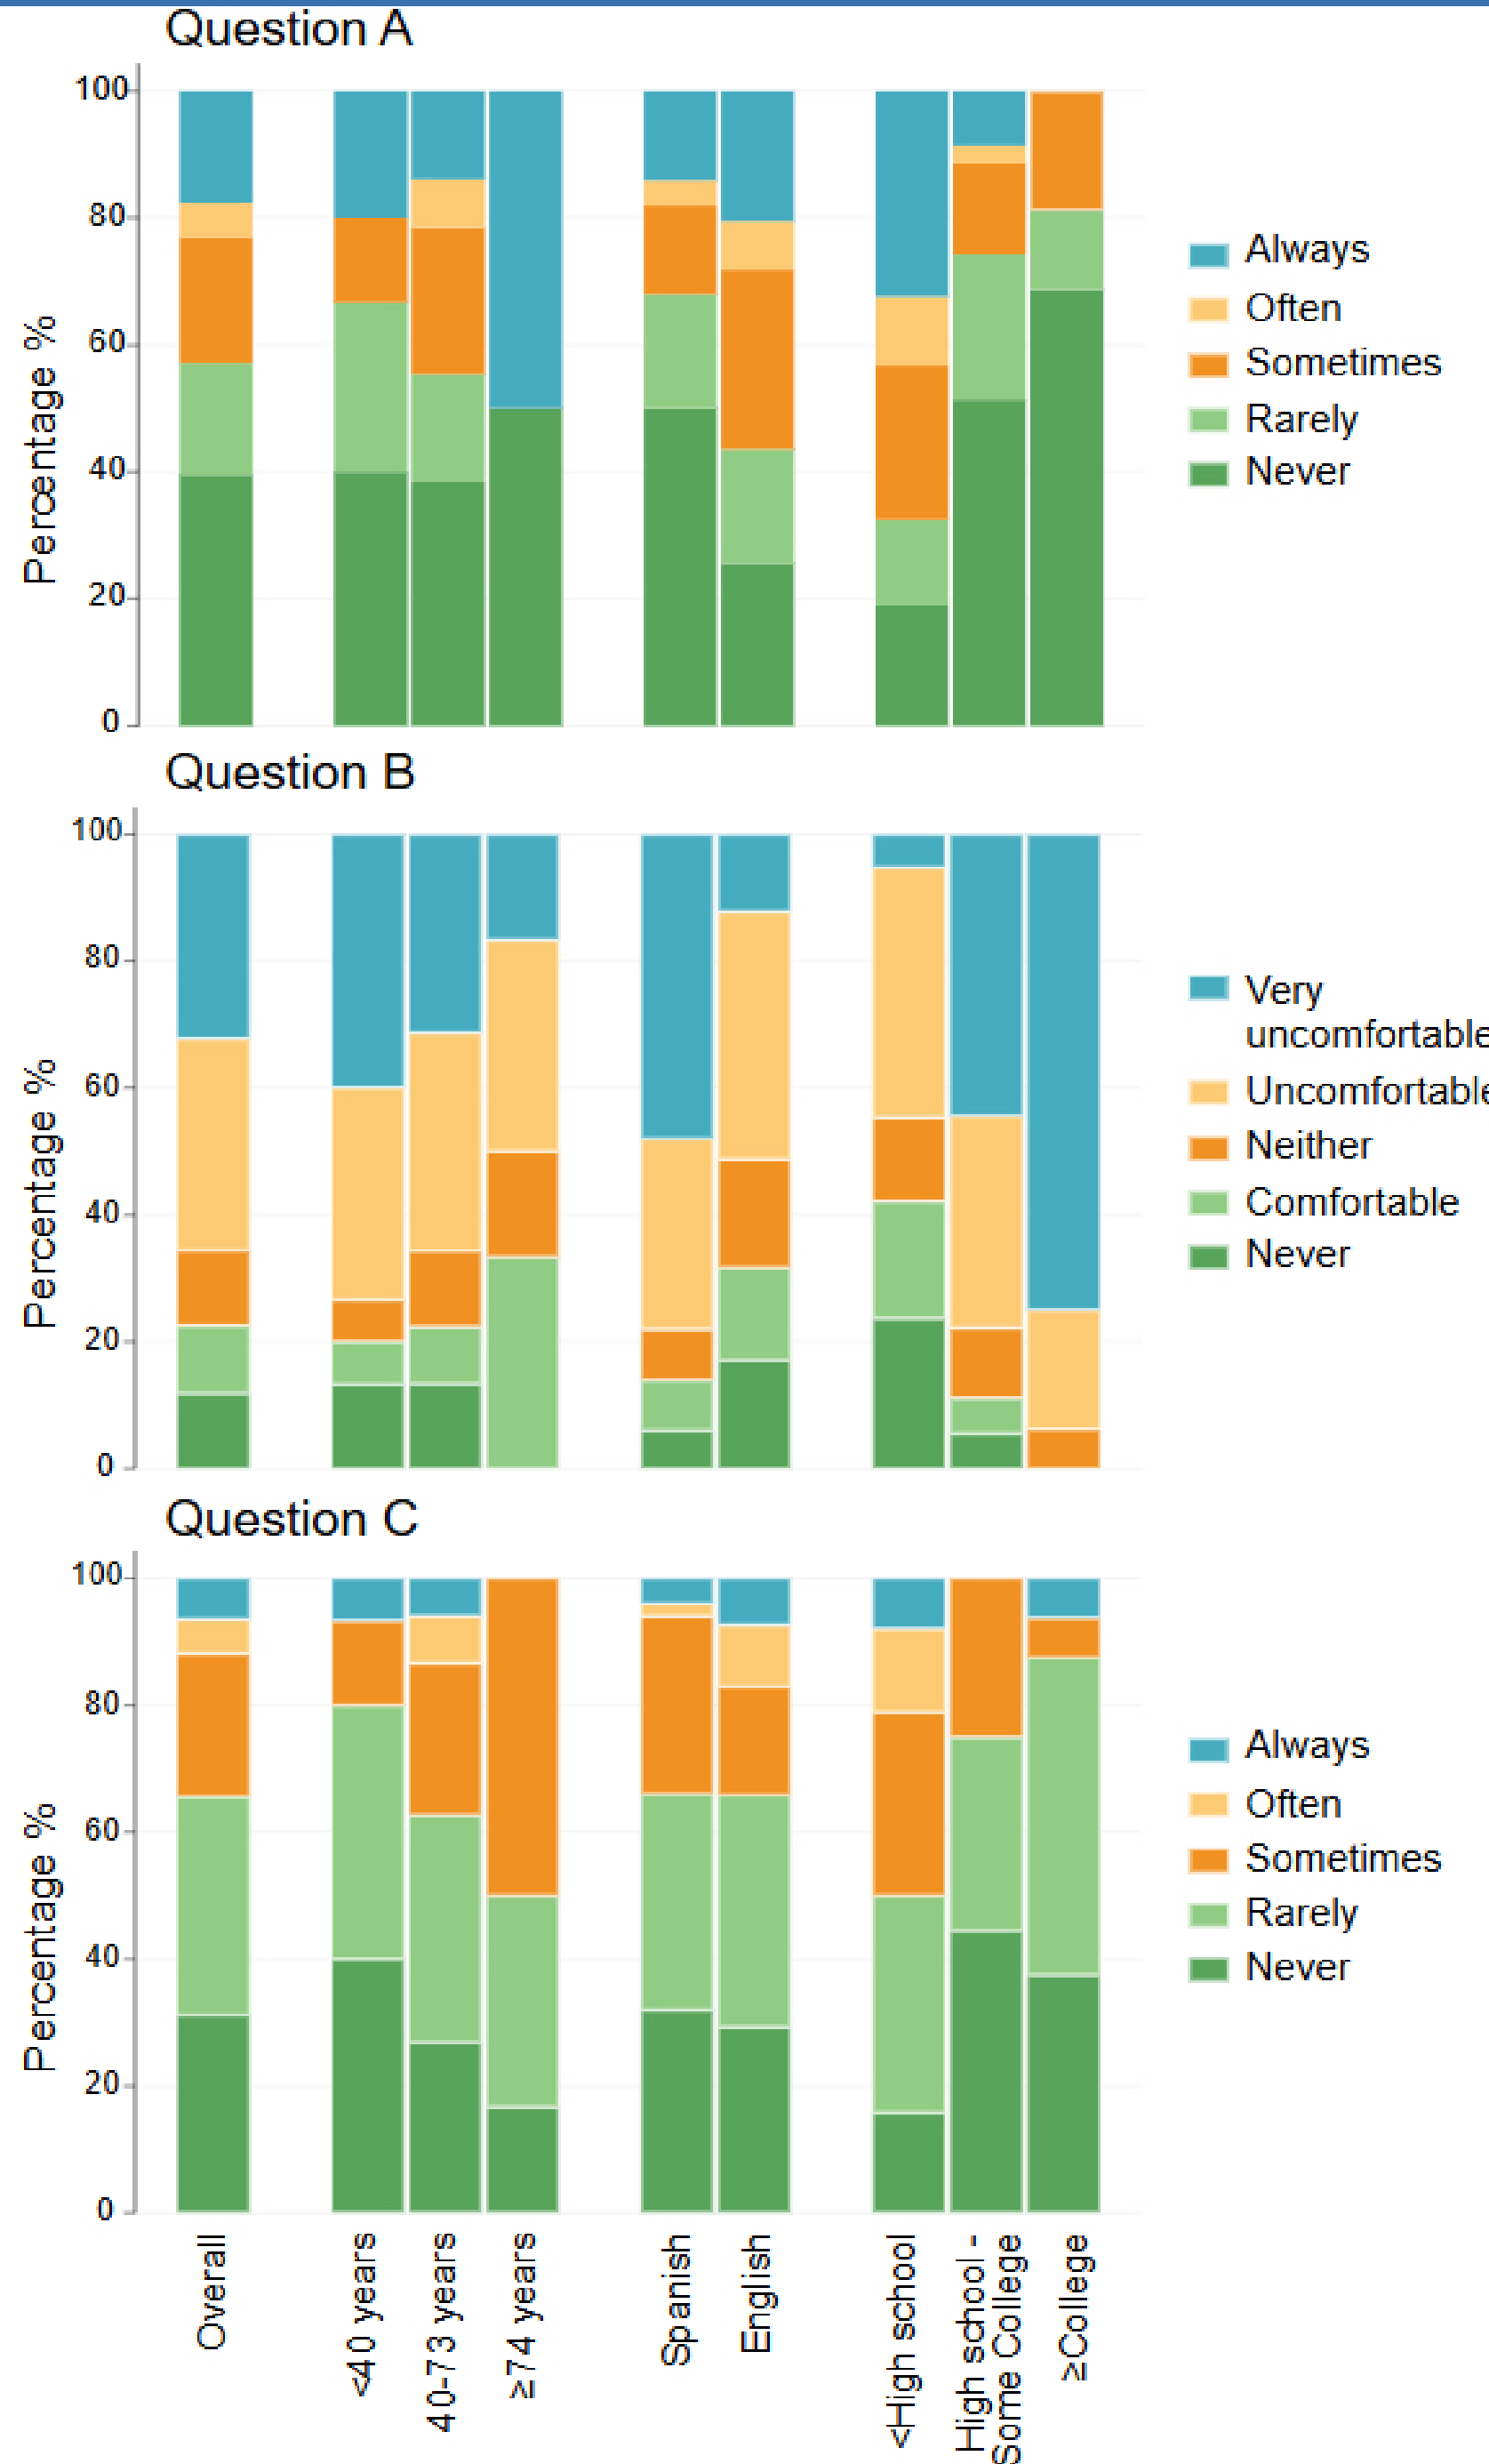 Question A
100
80
60
40
20
0
Percentage %
Always
Often
Sometimes
Rarely
Never
Question B
100
80
60
40
20
0
Percentage %
Very
uncomfortable
Uncomfortable
Neither
Comfortable
Never
Question C
100
80
60
40
20
0
Percentage %
Always
Often
Sometimes
Rarely
Never
Overall
<40 years
40-73 years
≥74 years
Spanish
English
<High school
High school -
Some College
≥College